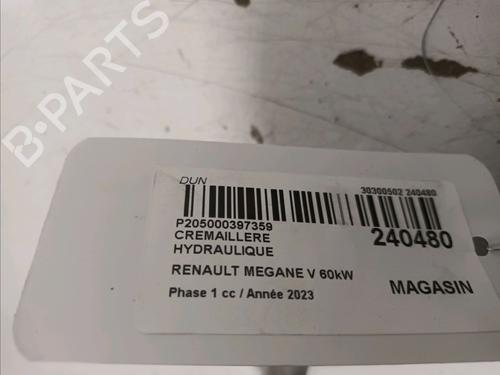 B-PARTS
DUN
30300502 240480
P205000397359
CREMAILLERE
HYDRAULIQUE
240480
RENAULT MEGANE V 60kW
Phase 1 cc / Année 2023
MAGASIN